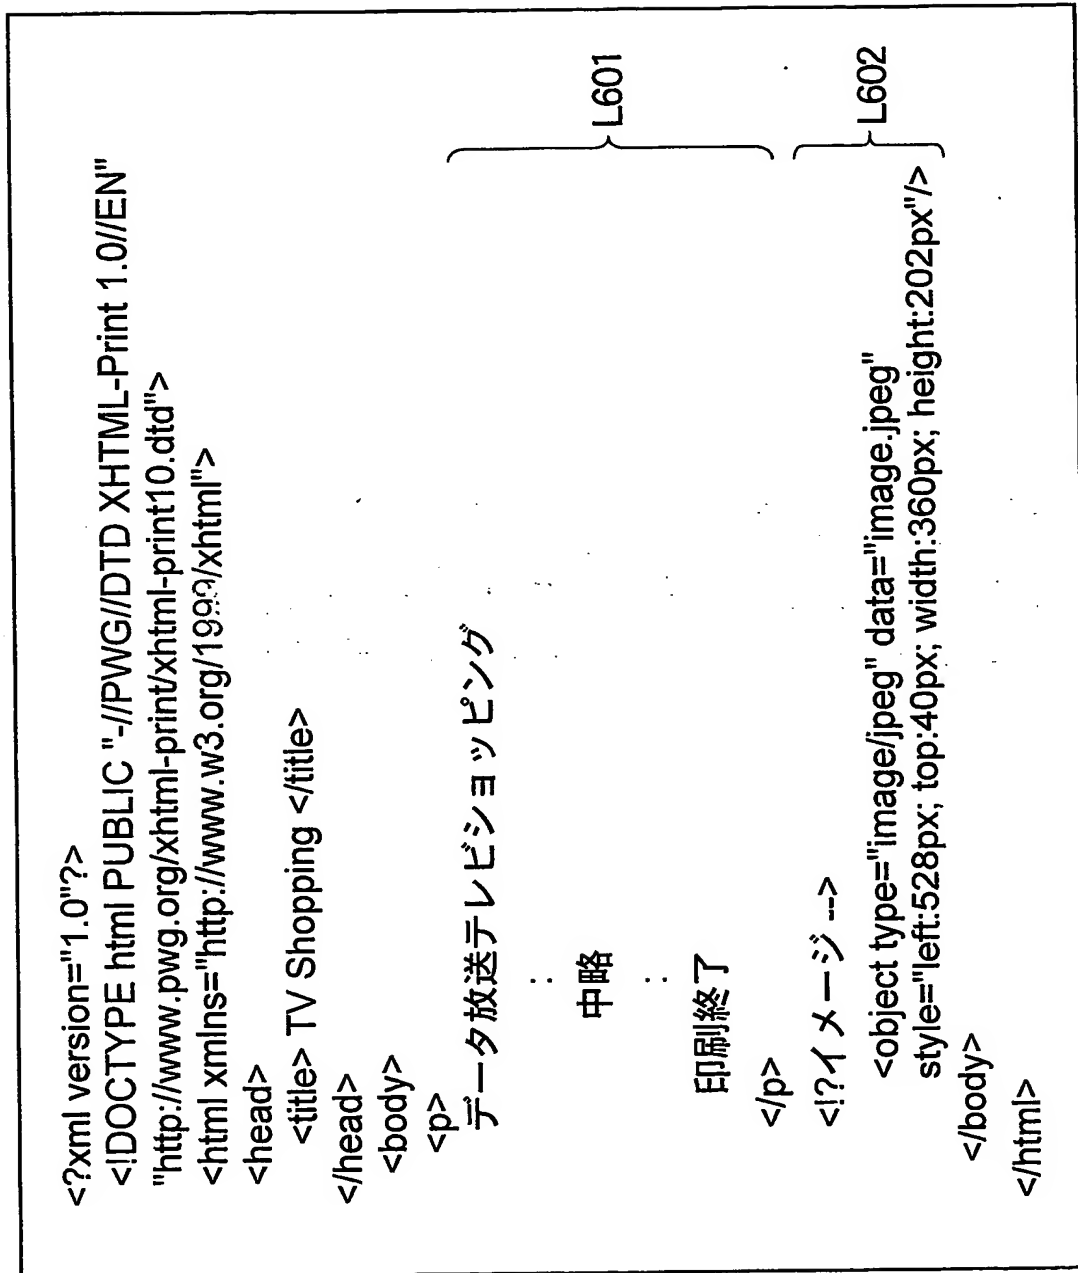 <?xml version="1.0"?>
<!DOCTYPE html PUBLIC "-//PWG//DTD XHTML-Print 1.0//EN"
"http://www.pwg.org/xhtml-print/xhtml-print10.dtd">
<html xmlns="http://www.w3.org/1999/xhtml">
<head>
<title> TV Shopping </title>
</head>
<body>
<p>
データ放送テレビショッピング
:
中略
:
印刷終了
</p>
L601
<!?イメージ -->
<object type="image/jpeg" data="image.jpeg"
style="left:528px; top:40px; width:360px; height:202px"/>
L602
</body>
</html>